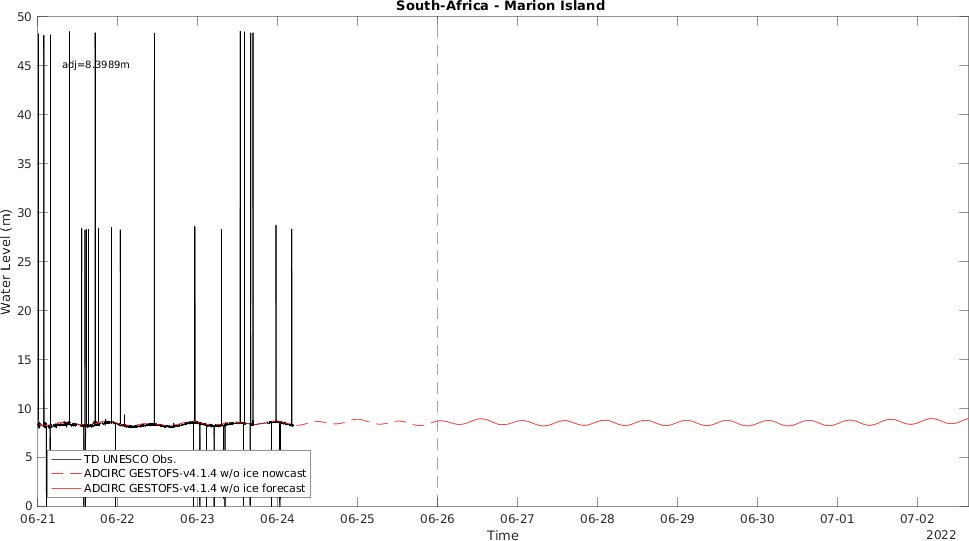 South-Africa - Marion Island
50
45
40
35
30
25
20
15
10
5
0
Water Level (m)
adj=8.3989m
TD UNESCO Obs.
ADCIRC GESTOFS-v4.1.4 w/o ice nowcast
ADCIRC GESTOFS-v4.1.4 w/o ice forecast
06-21 06-22 06-23 06-24 06-25 06-26 06-27 06-28 06-29 06-30 07-01 07-02
Time
2022